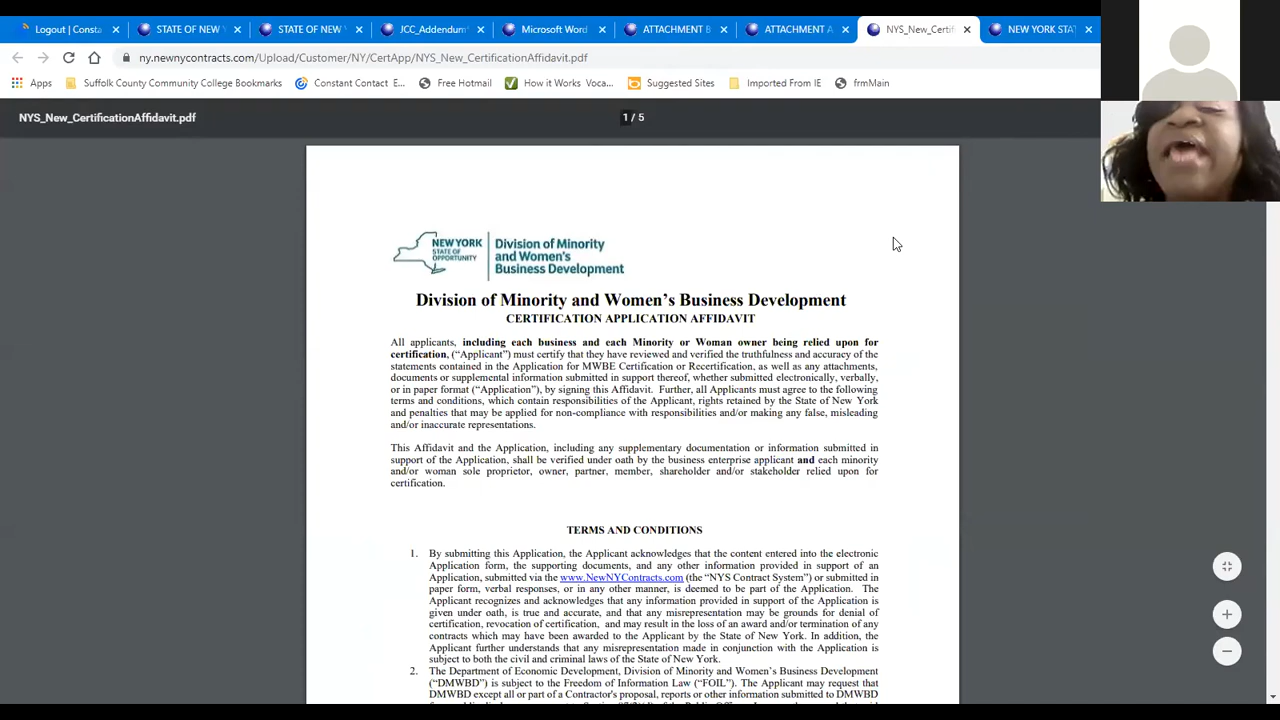 Logout | Consta
STATE OF NEW
STATE OF NEW
JCC_Addendum
Microsoft Word
ATTACHMENT B
ATTACHMENT A
NYS_New_Certifi
NEW YORK STAT
ny.newnycontracts.com/Upload/Customer/NY/CertApp/NYS_New_CertificationAffidavit.pdf
Apps
Suffolk County Community College Bookmarks
Constant Contact E...
Free Hotmail
How it Works Voca...
Suggested Sites
Imported From IE
frmMain
NYS_New_CertificationAffidavit.pdf
1 / 5
NEW YORK
STATE OF
OPPORTUNITY
Division of Minority
and Women's
Business Development
Division of Minority and Women's Business Development
CERTIFICATION APPLICATION AFFIDAVIT
All applicants, including each business and each Minority or Woman owner being relied upon for
certification, ("Applicant") must certify that they have reviewed and verified the truthfulness and accuracy of the
statements contained in the Application for MWBE Certification or Recertification, as well as any attachments,
documents or supplemental information submitted in support thereof, whether submitted electronically, verbally,
or in paper format ("Application"), by signing this Affidavit. Further, all Applicants must agree to the following
terms and conditions, which contain responsibilities of the Applicant, rights retained by the State of New York
and penalties that may be applied for non-compliance with responsibilities and/or making any false, misleading
and/or inaccurate representations.
This Affidavit and the Application, including any supplementary documentation or information submitted in
support of the Application, shall be verified under oath by the business enterprise applicant and each minority
and/or woman sole proprietor, owner, partner, member, shareholder and/or stakeholder relied upon for
certification.
TERMS AND CONDITIONS
1. By submitting this Application, the Applicant acknowledges that the content entered into the electronic
Application form, the supporting documents, and any other information provided in support of an
Application, submitted via the www.NewNYContracts.com (the "NYS Contract System") or submitted in
paper form, verbal responses, or in any other manner, is deemed to be part of the Application. The
Applicant recognizes and acknowledges that any information provided in support of the Application is
given under oath, is true and accurate, and that any misrepresentation may be grounds for denial of
certification, revocation of certification, and may result in the loss of an award and/or termination of any
contracts which may have been awarded to the Applicant by the State of New York. In addition, the
Applicant further understands that any misrepresentation made in conjunction with the Application is
subject to both the civil and criminal laws of the State of New York.
2. The Department of Economic Development, Division of Minority and Women's Business Development
("DMWBD") is subject to the Freedom of Information Law ("FOIL"). The Applicant may request that
DMWBD except all or part of a Contractor's proposal, reports or other information submitted to DMWBD